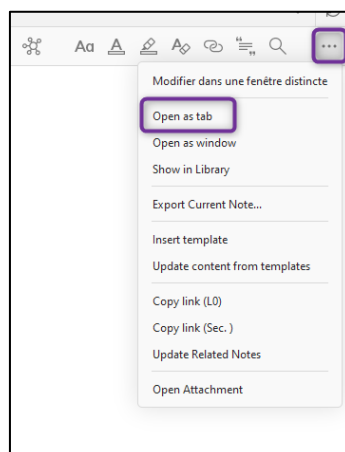 Aα A
Modifier dans une fenêtre distincte
Open as tab
Open as window
Show in Library
Export Current Note...
Insert template
Update content from templates
Copy link (L0)
Copy link (Sec. )
Update Related Notes
Open Attachment